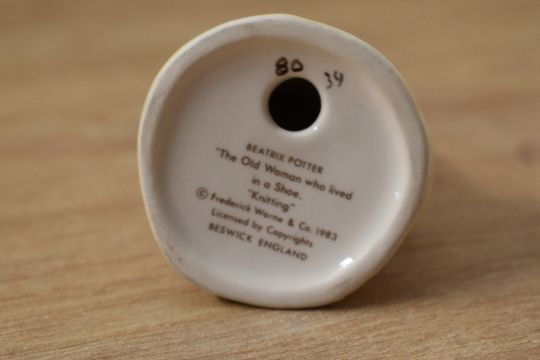 80 34
BEATRIX POTTER
"The Old Woman who lived
in a Shoe,
"Knitting"
© Frederick Warne & Co. 1983
Licensed by Copyrights
BESWICK ENGLAND